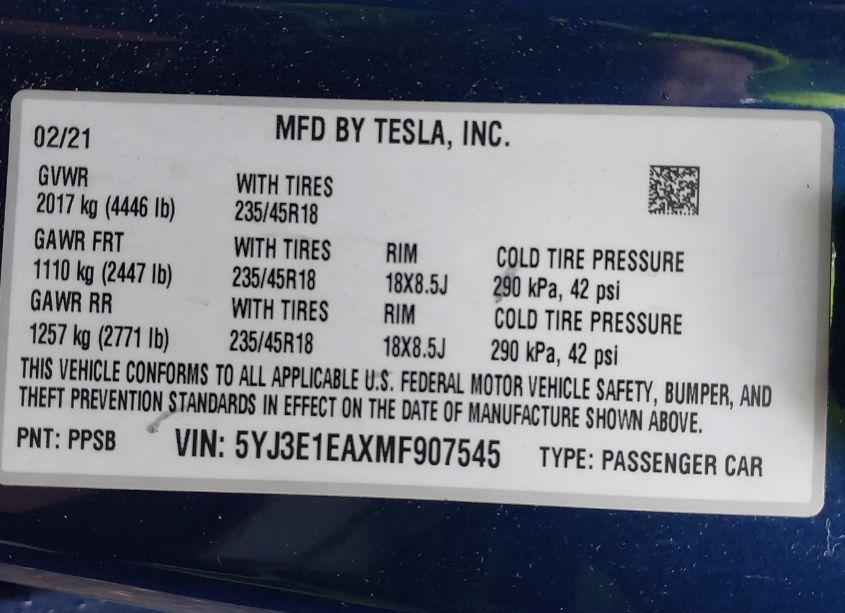 02/21 MFD BY TESLA, INC.
GVWR WITH TIRES
2017 kg (4446 lb) 235/45R18
GAWR FRT WITH TIRES RIM COLD TIRE PRESSURE
1110 kg (2447 lb) 235/45R18 18X8.5J 290 kPa, 42 psi
GAWR RR WITH TIRES RIM COLD TIRE PRESSURE
1257 kg (2771 lb) 235/45R18 18X8.5J 290 kPa, 42 psi
THIS VEHICLE CONFORMS TO ALL APPLICABLE U.S. FEDERAL MOTOR VEHICLE SAFETY, BUMPER, AND
THEFT PREVENTION STANDARDS IN EFFECT ON THE DATE OF MANUFACTURE SHOWN ABOVE.
PNT: PPSB VIN: 5YJ3E1EAXMF907545 TYPE: PASSENGER CAR